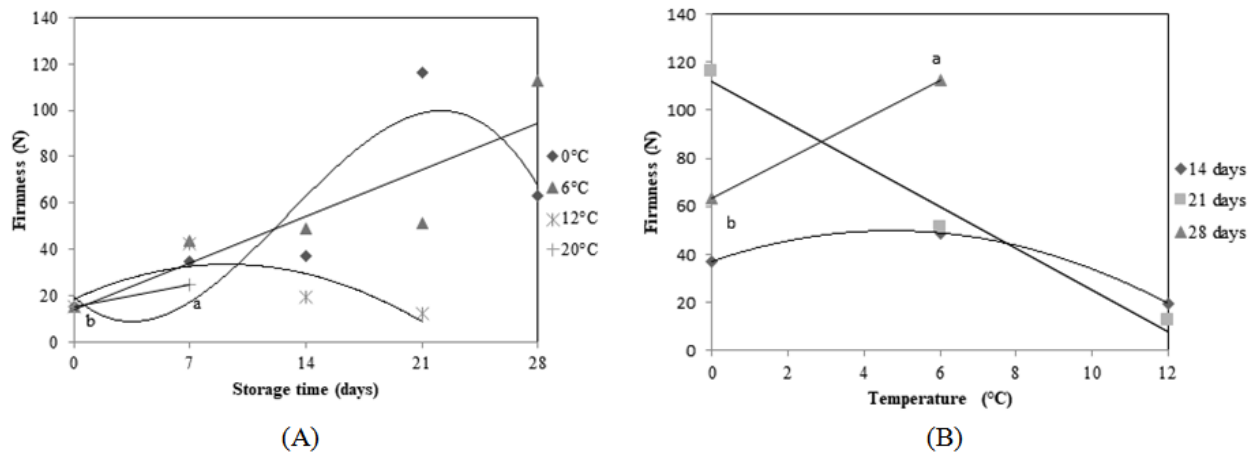 140
120
100
80
60
40
20
0
Firmness (N)
a
b
0 7 14 21 28
Storage time (days)
0°C
6°C
12°C
20°C
(A)
140
120
100
80
60
40
20
0
Firmness (N)
a
b
0 2 4 6 8 10 12
Temperature (°C)
14 days
21 days
28 days
(B)